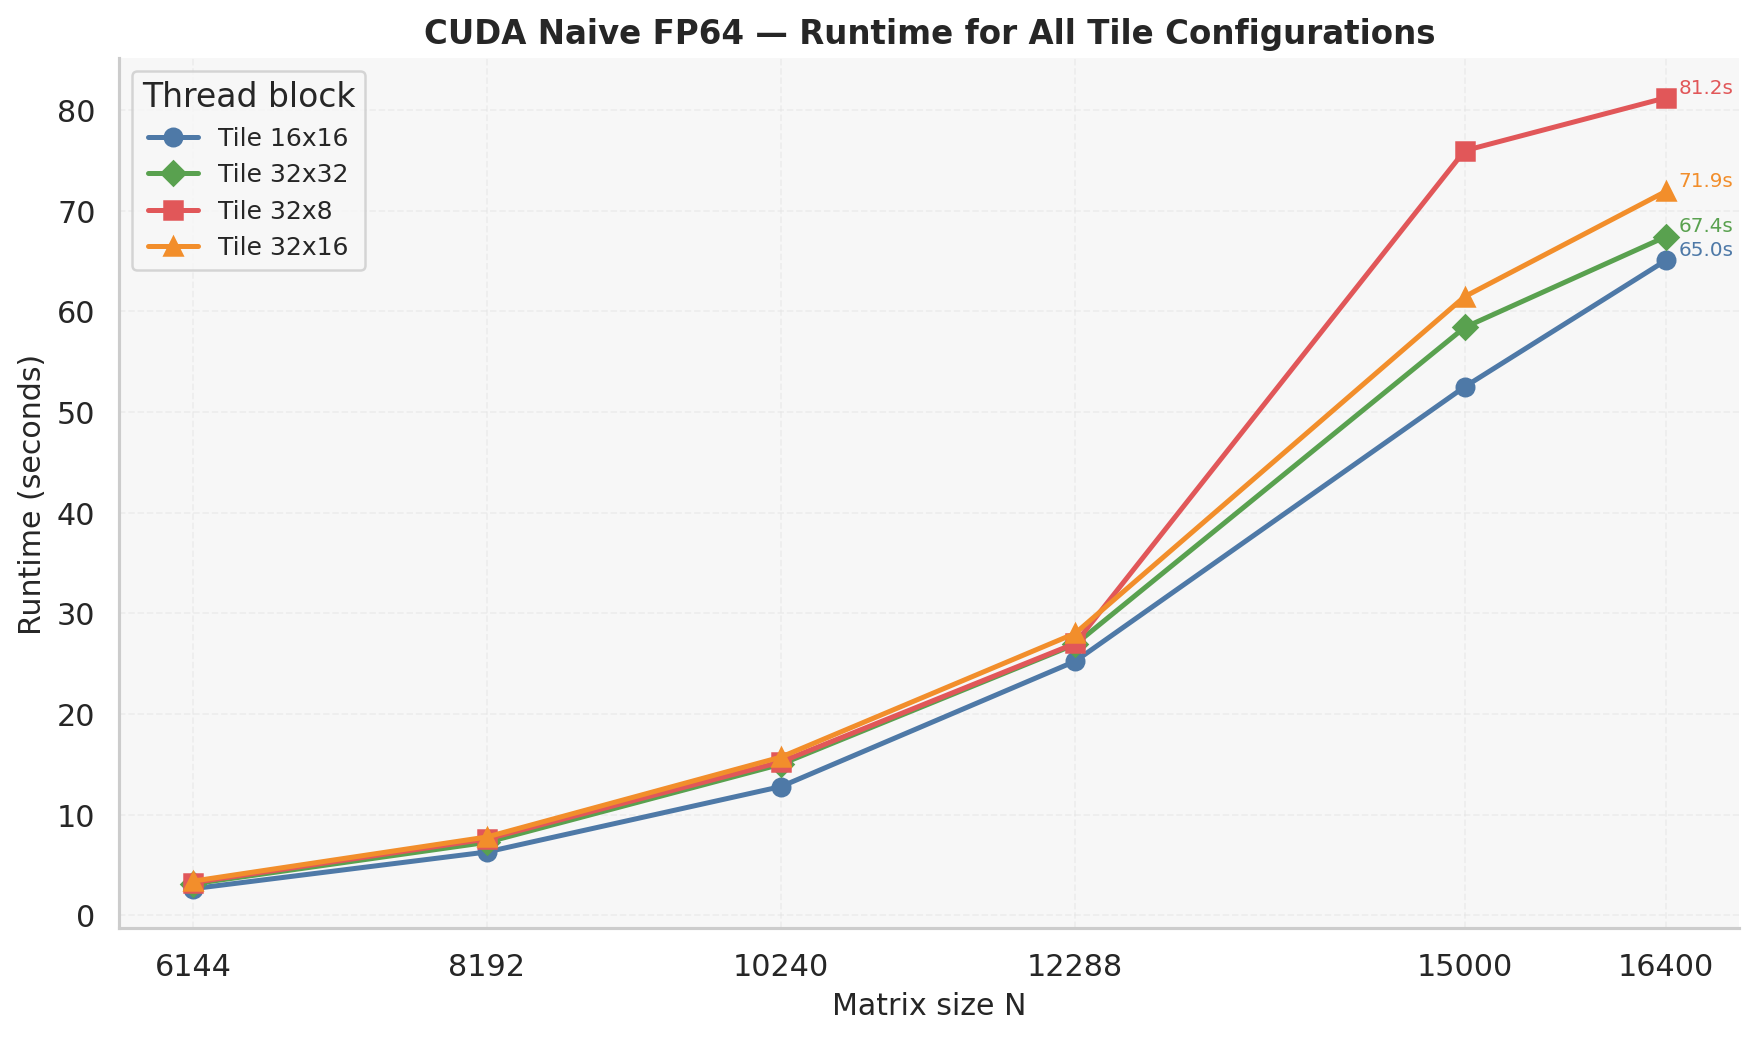 CUDA Naive FP64 — Runtime for All Tile Configurations
Thread block
Tile 16x16
Tile 32x32
Tile 32x8
Tile 32x16
81.2s
71.9s
67.4s
65.0s
Runtime (seconds)
80
70
60
50
40
30
20
10
0
6144 8192 10240 12288 15000 16400
Matrix size N